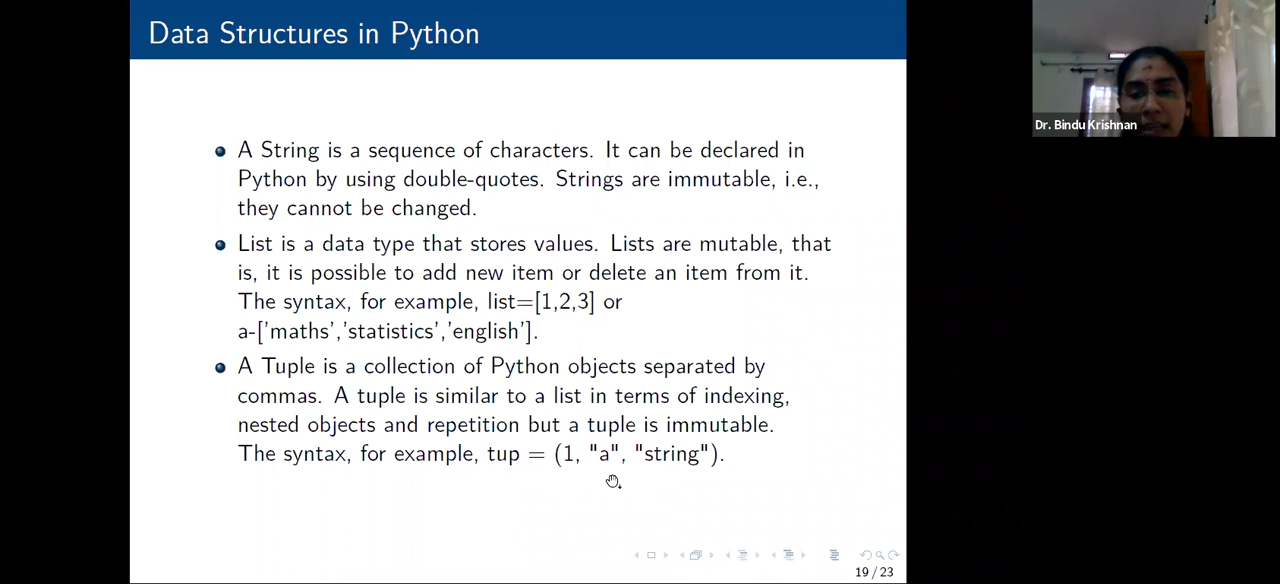 Data Structures in Python
Dr. Bindu Krishnan
A String is a sequence of characters. It can be declared in
Python by using double-quotes. Strings are immutable, i.e.,
they cannot be changed.
List is a data type that stores values. Lists are mutable, that
is, it is possible to add new item or delete an item from it.
The syntax, for example, list=[1,2,3] or
a-['maths','statistics','english'].
A Tuple is a collection of Python objects separated by
commas. A tuple is similar to a list in terms of indexing,
nested objects and repetition but a tuple is immutable.
The syntax, for example, tup = (1, "a", "string").
19 / 23